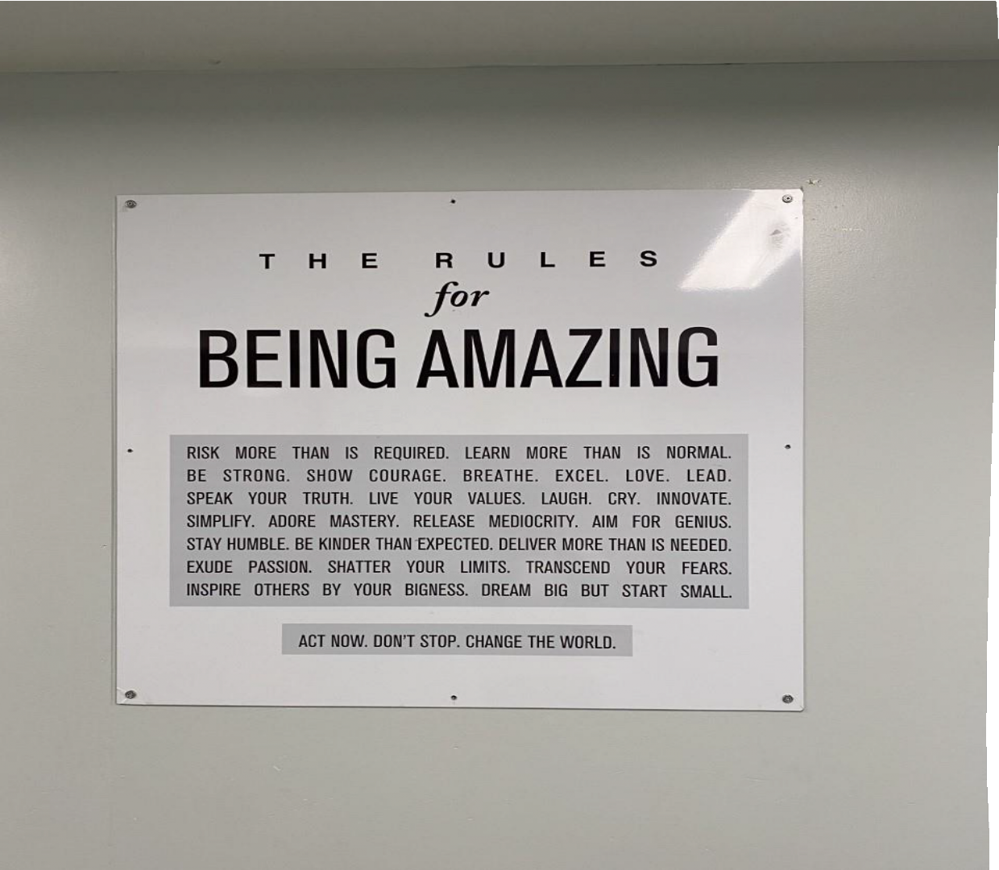 THE RULES
for
BEING AMAZING
RISK MORE THAN IS REQUIRED. LEARN MORE THAN IS NORMAL.
BE STRONG. SHOW COURAGE. BREATHE. EXCEL. LOVE. LEAD.
SPEAK YOUR TRUTH. LIVE YOUR VALUES. LAUGH. CRY. INNOVATE.
SIMPLIFY. ADORE MASTERY. RELEASE MEDIOCRITY. AIM FOR GENIUS.
STAY HUMBLE. BE KINDER THAN EXPECTED. DELIVER MORE THAN IS NEEDED.
EXUDE PASSION. SHATTER YOUR LIMITS. TRANSCEND YOUR FEARS.
INSPIRE OTHERS BY YOUR BIGNESS. DREAM BIG BUT START SMALL.
ACT NOW. DON'T STOP. CHANGE THE WORLD.